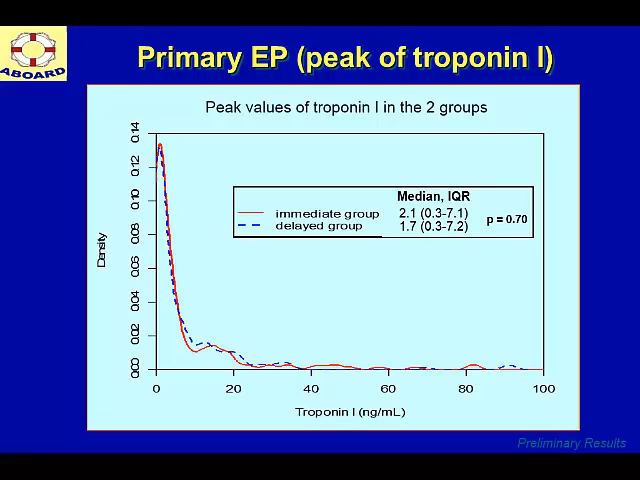 ABOARD
Primary EP (peak of troponin I)
Peak values of troponin I in the 2 groups
Median, IQR
immediate group 2.1 (0.3-7.1)
p = 0.70
delayed group 1.7 (0.3-7.2)
Density
0.14
0.12
0.10
0.08
0.06
0.04
0.02
0.00
0 20 40 60 80 100
Troponin I (ng/mL)
Preliminary Results